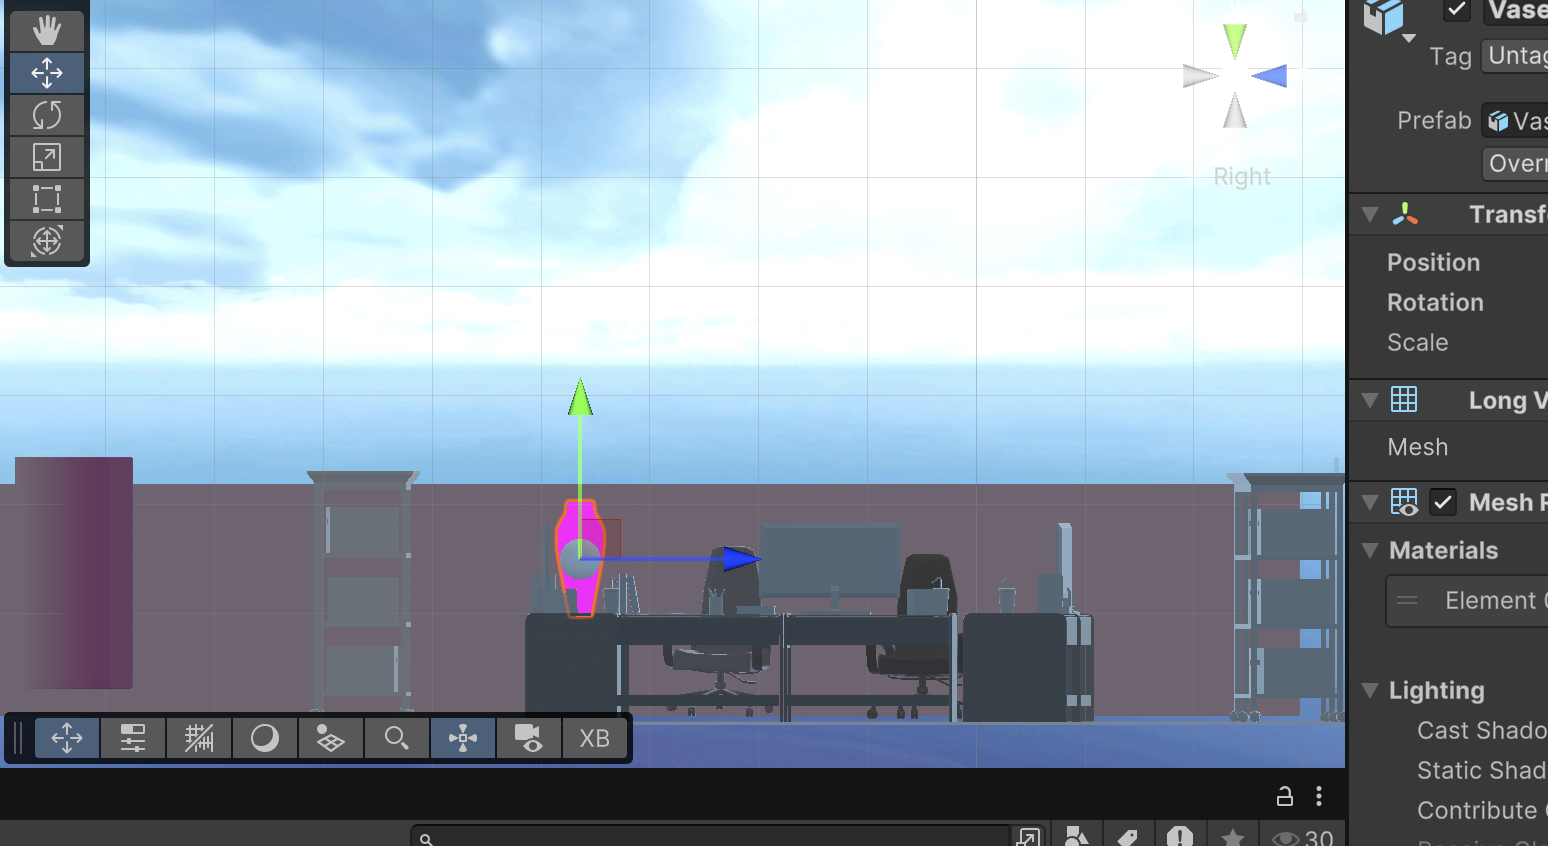 Vase
Tag
Untag
Right
Prefab
Vas
Overr
Transf
Position
Rotation
Scale
Long V
Mesh
Mesh R
Materials
Element
Lighting
Cast Shado
Static Shad
Contribute
XB
30